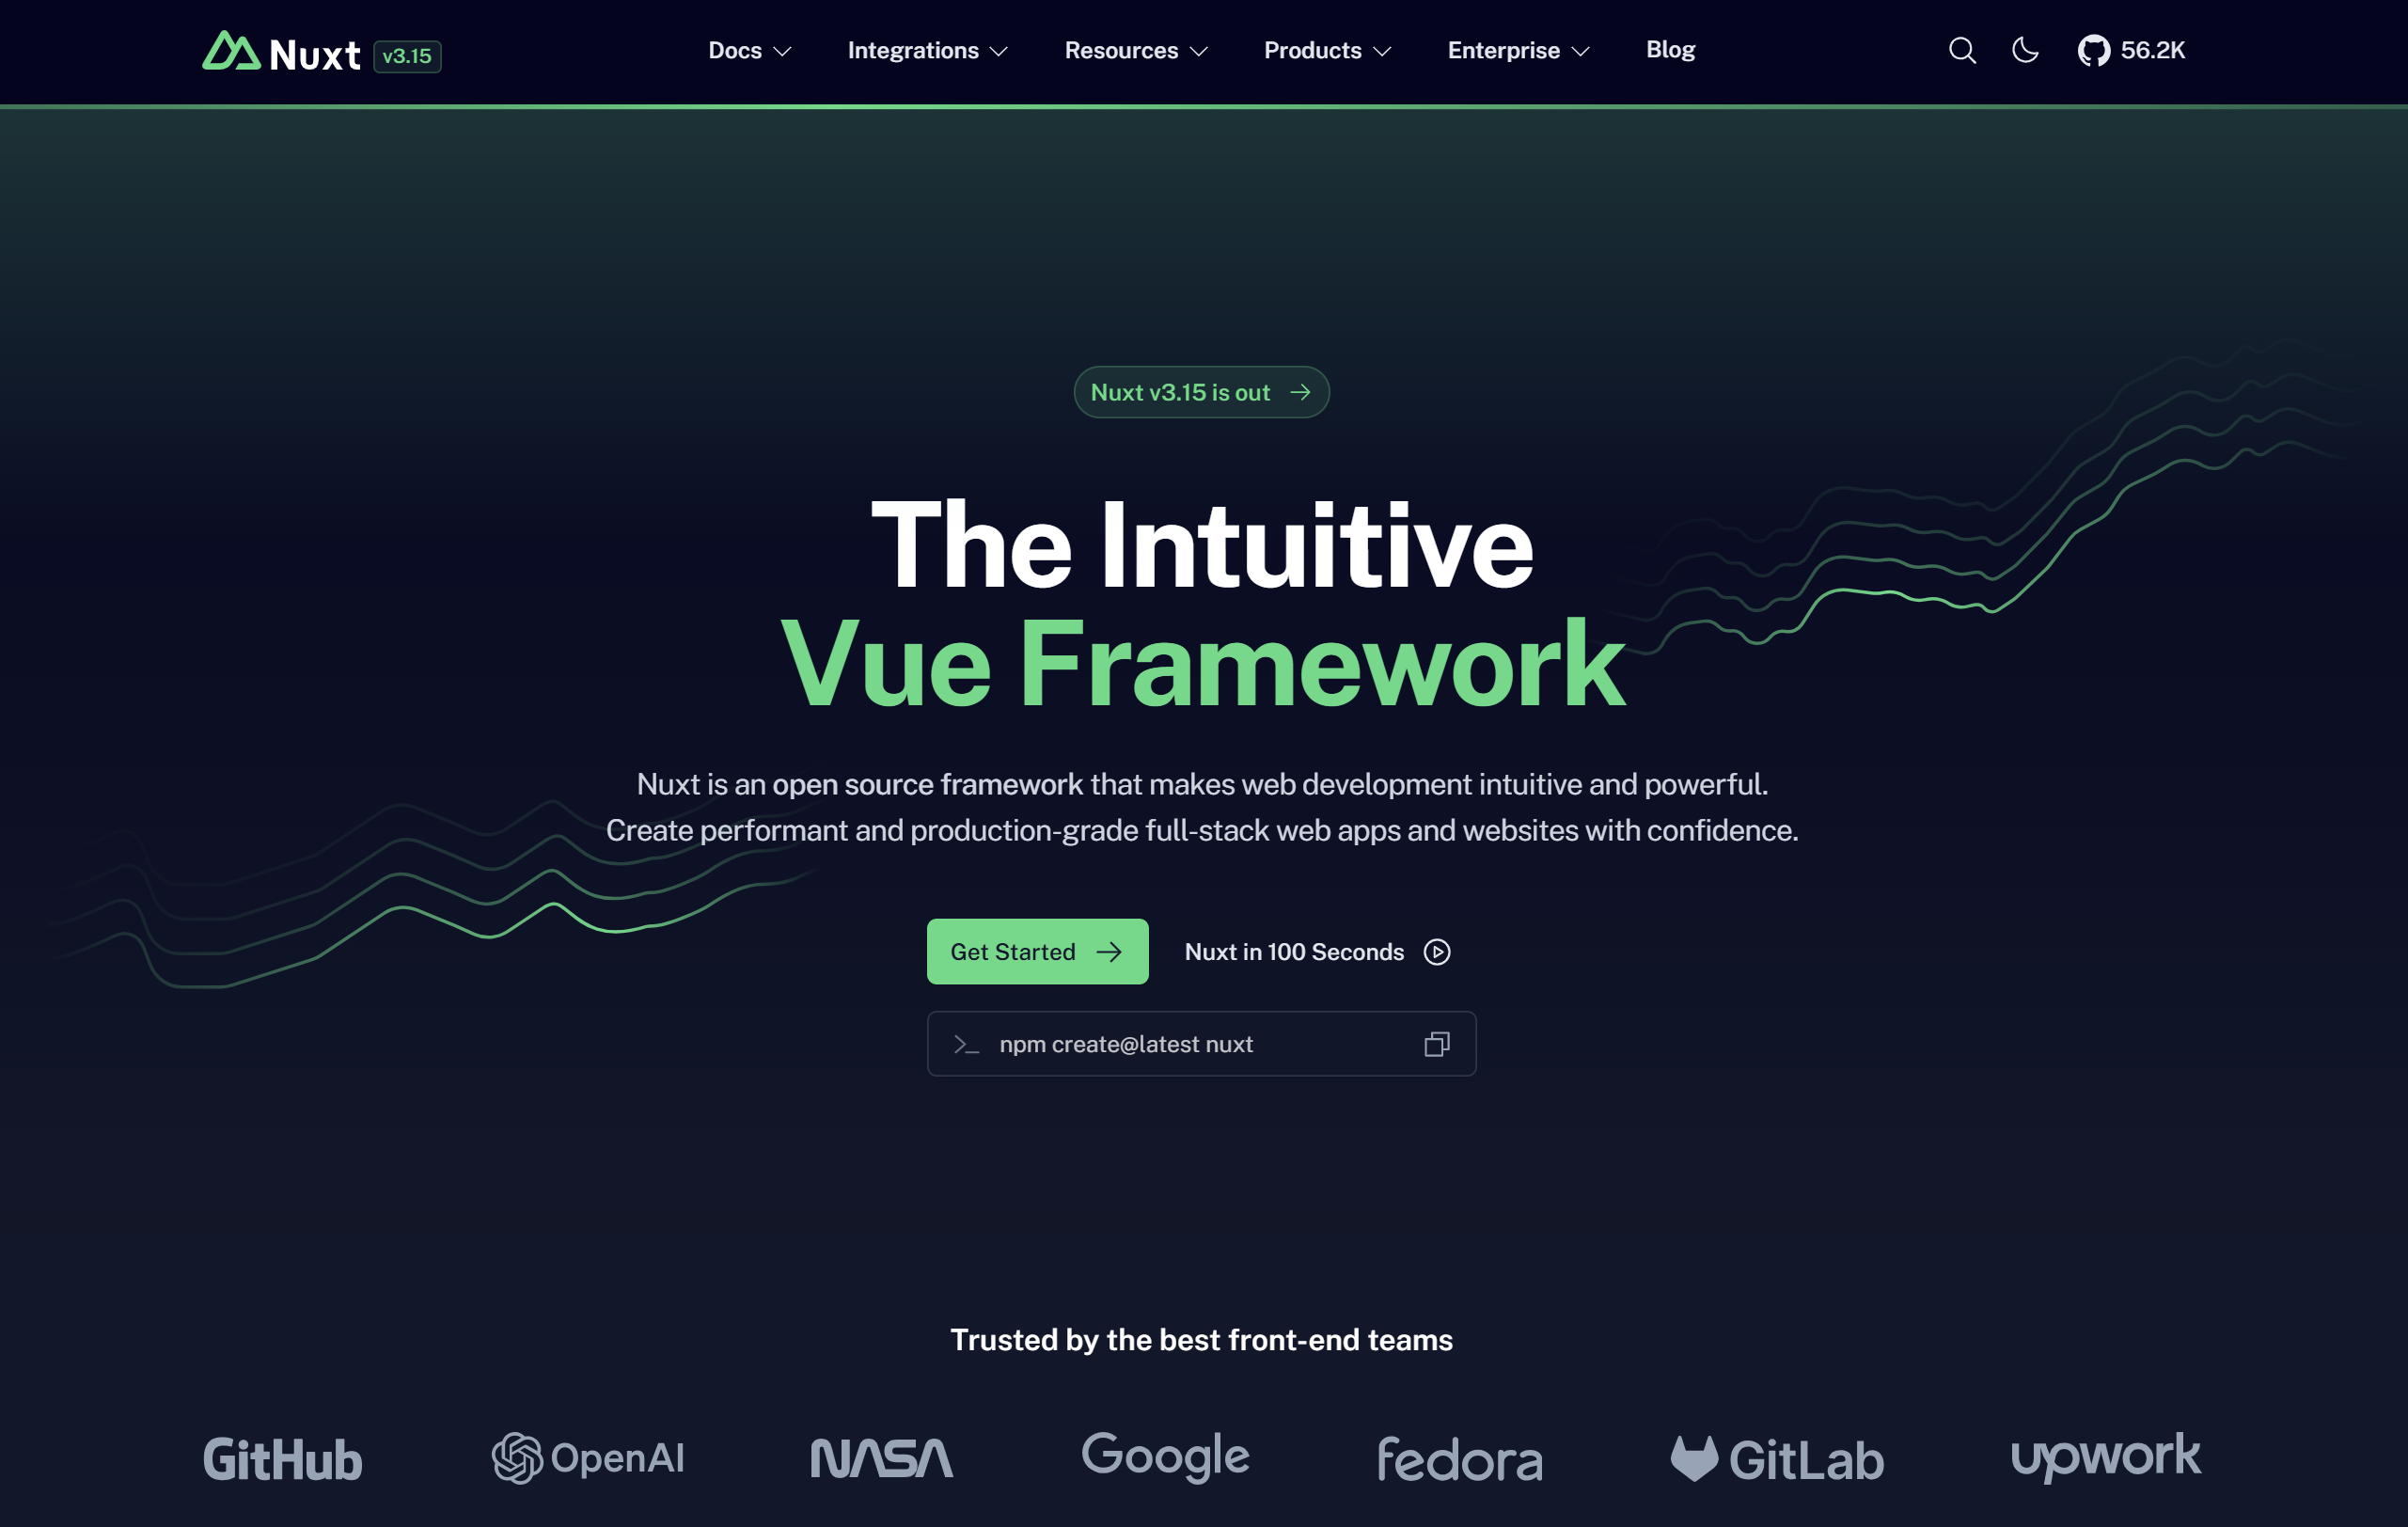 Nuxt v3.15 Docs Integrations Resources Products Enterprise Blog 56.2K
Nuxt v3.15 is out
The Intuitive
Vue Framework
Nuxt is an open source framework that makes web development intuitive and powerful.
Create performant and production-grade full-stack web apps and websites with confidence.
Get Started Nuxt in 100 Seconds
>_ npm create@latest nuxt
Trusted by the best front-end teams
GitHub OpenAI NASA Google fedora GitLab upwork